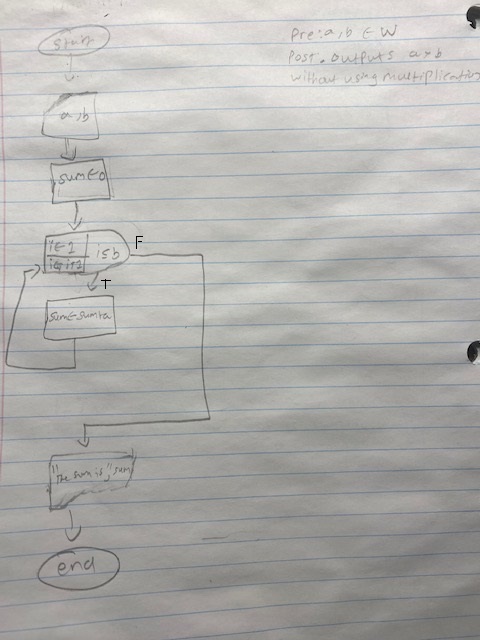 start
Pre: a, b ∈ W
Post. outputs a × b
without using multiplication
a, b
sum ← 0
i ← 1
i ← i+1
i ≤ b
F
T
sum ← sum+a
"The sum is", sum
end